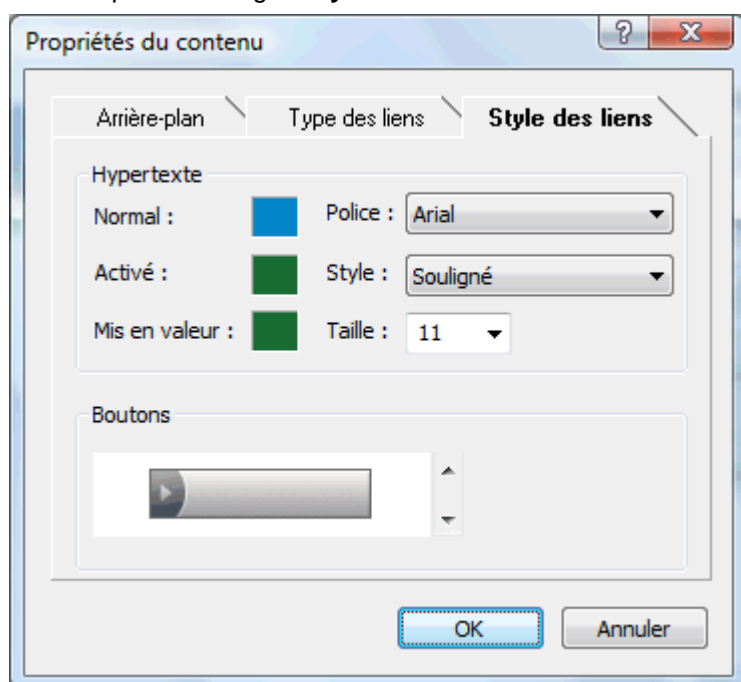 Propriétés du contenu
Arrière-plan Type des liens Style des liens
Hypertexte
Normal : Police : Arial
Activé : Style : Souligné
Mis en valeur : Taille : 11
Boutons
OK Annuler